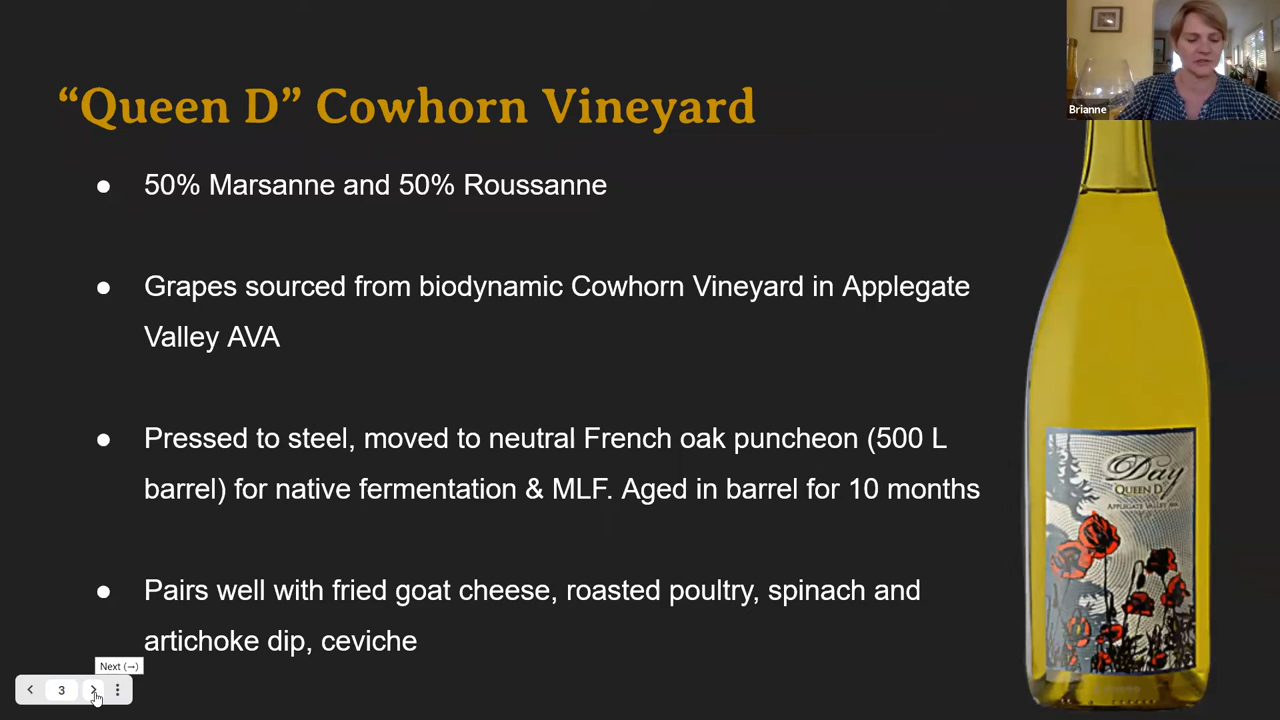 Brianne
“Queen D” Cowhorn Vineyard
● 50% Marsanne and 50% Roussanne
● Grapes sourced from biodynamic Cowhorn Vineyard in Applegate
Valley AVA
● Pressed to steel, moved to neutral French oak puncheon (500 L
barrel) for native fermentation & MLF. Aged in barrel for 10 months
● Pairs well with fried goat cheese, roasted poultry, spinach and
artichoke dip, ceviche
Day
QUEEN D
APPLEGATE VALLEY
Next (→)
3